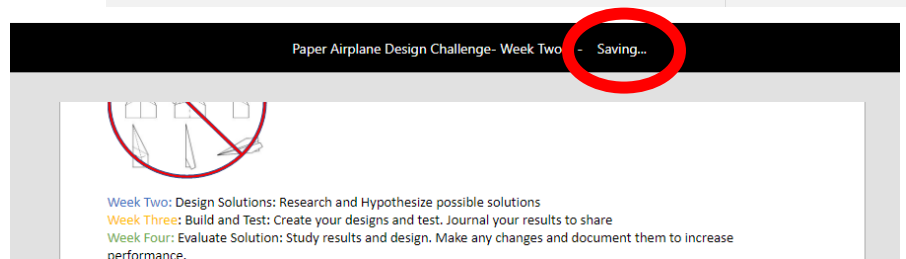 Paper Airplane Design Challenge- Week Two - Saving...
Week Two: Design Solutions: Research and Hypothesize possible solutions
Week Three: Build and Test: Create your designs and test. Journal your results to share
Week Four: Evaluate Solution: Study results and design. Make any changes and document them to increase
performance.